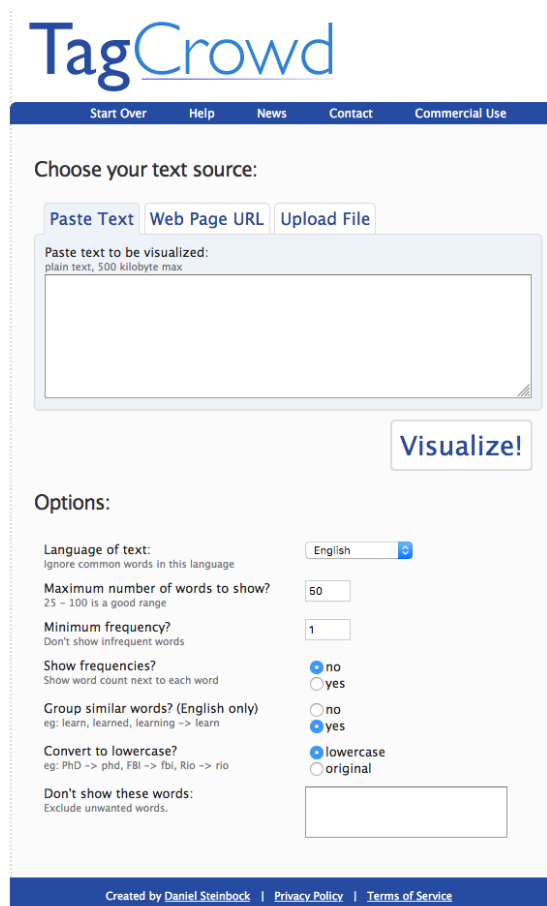 TagCrowd
Start Over Help News Contact Commercial Use
Choose your text source:
Paste Text Web Page URL Upload File
Paste text to be visualized:
plain text, 500 kilobyte max
Visualize!
Options:
Language of text: English
Ignore common words in this language
Maximum number of words to show? 50
25 – 100 is a good range
Minimum frequency? 1
Don't show infrequent words
Show frequencies? no
Show word count next to each word yes
Group similar words? (English only) no
eg: learn, learned, learning -> learn yes
Convert to lowercase? lowercase
eg: PhD -> phd, FBI -> fbi, Rio -> rio original
Don't show these words:
Exclude unwanted words.
Created by Daniel Steinbock | Privacy Policy | Terms of Service